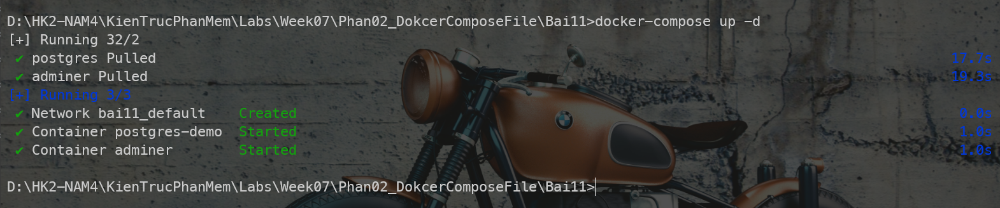 D:\HK2-NAM4\KienTrucPhanMem\Labs\Week07\Phan02_DokcerComposeFile\Bai11>docker-compose up -d
[+] Running 32/2
✔ postgres Pulled 17.7s
✔ adminer Pulled 19.3s
[+] Running 3/3
✔ Network bai11_default Created 0.0s
✔ Container postgres-demo Started 1.0s
✔ Container adminer Started 1.0s
D:\HK2-NAM4\KienTrucPhanMem\Labs\Week07\Phan02_DokcerComposeFile\Bai11>